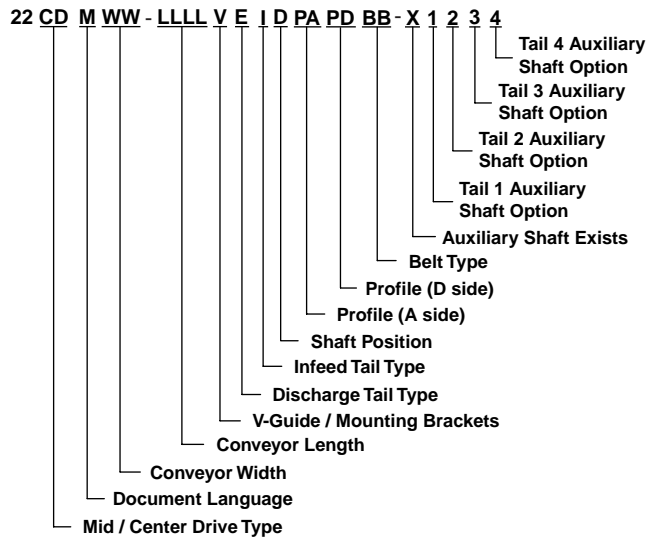 22 CD M WW - LLLL V E I D PA PD BB - X 1 2 3 4
Tail 4 Auxiliary
Shaft Option
Tail 3 Auxiliary
Shaft Option
Tail 2 Auxiliary
Shaft Option
Tail 1 Auxiliary
Shaft Option
Auxiliary Shaft Exists
Belt Type
Profile (D side)
Profile (A side)
Shaft Position
Infeed Tail Type
Discharge Tail Type
V-Guide / Mounting Brackets
Conveyor Length
Conveyor Width
Document Language
Mid / Center Drive Type